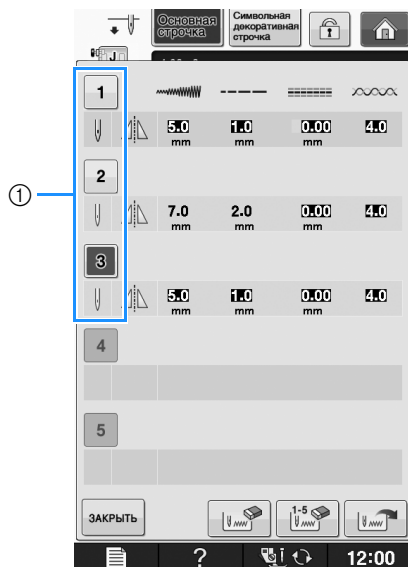 Основная строчка
Символьная декоративная строчка
J
1
5.0 mm 1.0 mm 0.00 mm 4.0
2
7.0 mm 2.0 mm 0.00 mm 4.0
①
3
5.0 mm 1.0 mm 0.00 mm 4.0
4
5
ЗАКРЫТЬ
1-5
? 12:00